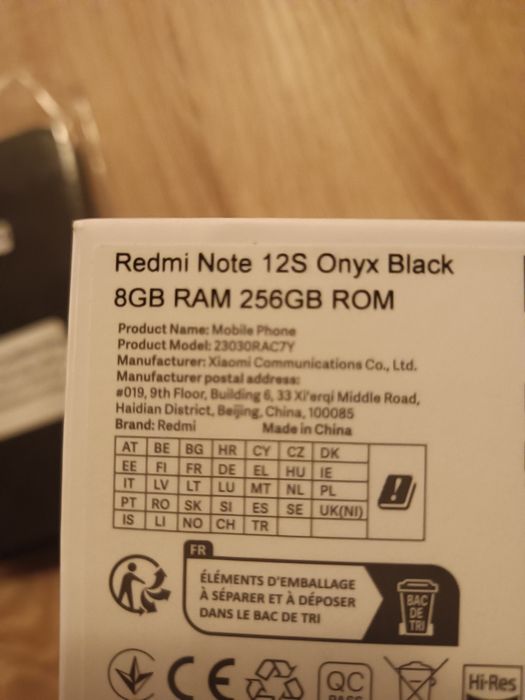 Redmi Note 12S Onyx Black
8GB RAM 256GB ROM
Product Name: Mobile Phone
Product Model: 23030RAC7Y
Manufacturer: Xiaomi Communications Co., Ltd.
Manufacturer postal address:
#019, 9th Floor, Building 6, 33 Xi'erqi Middle Road,
Haidian District, Beijing, China, 100085
Brand: Redmi Made in China
AT BE BG HR CY CZ DK
EE FI FR DE EL HU IE
IT LV LT LU MT NL PL
PT RO SK SI ES SE UK(NI)
IS LI NO CH TR
FR
ÉLÉMENTS D'EMBALLAGE
À SÉPARER ET À DÉPOSER
DANS LE BAC DE TRI
BAC
DE
TRI
CE
QC
PASS
Hi-Res